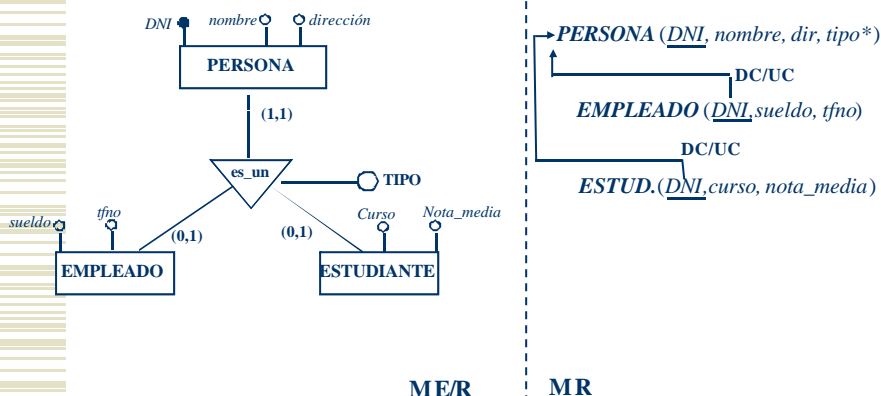 DNI nombre dirección
PERSONA
(1,1)
es_un
TIPO
sueldo tfno
(0,1) (0,1)
Curso Nota_media
EMPLEADO ESTUDIANTE
ME/R
PERSONA (DNI, nombre, dir, tipo*)
DC/UC
EMPLEADO (DNI,sueldo, tfno)
DC/UC
ESTUD.(DNI,curso, nota_media)
MR